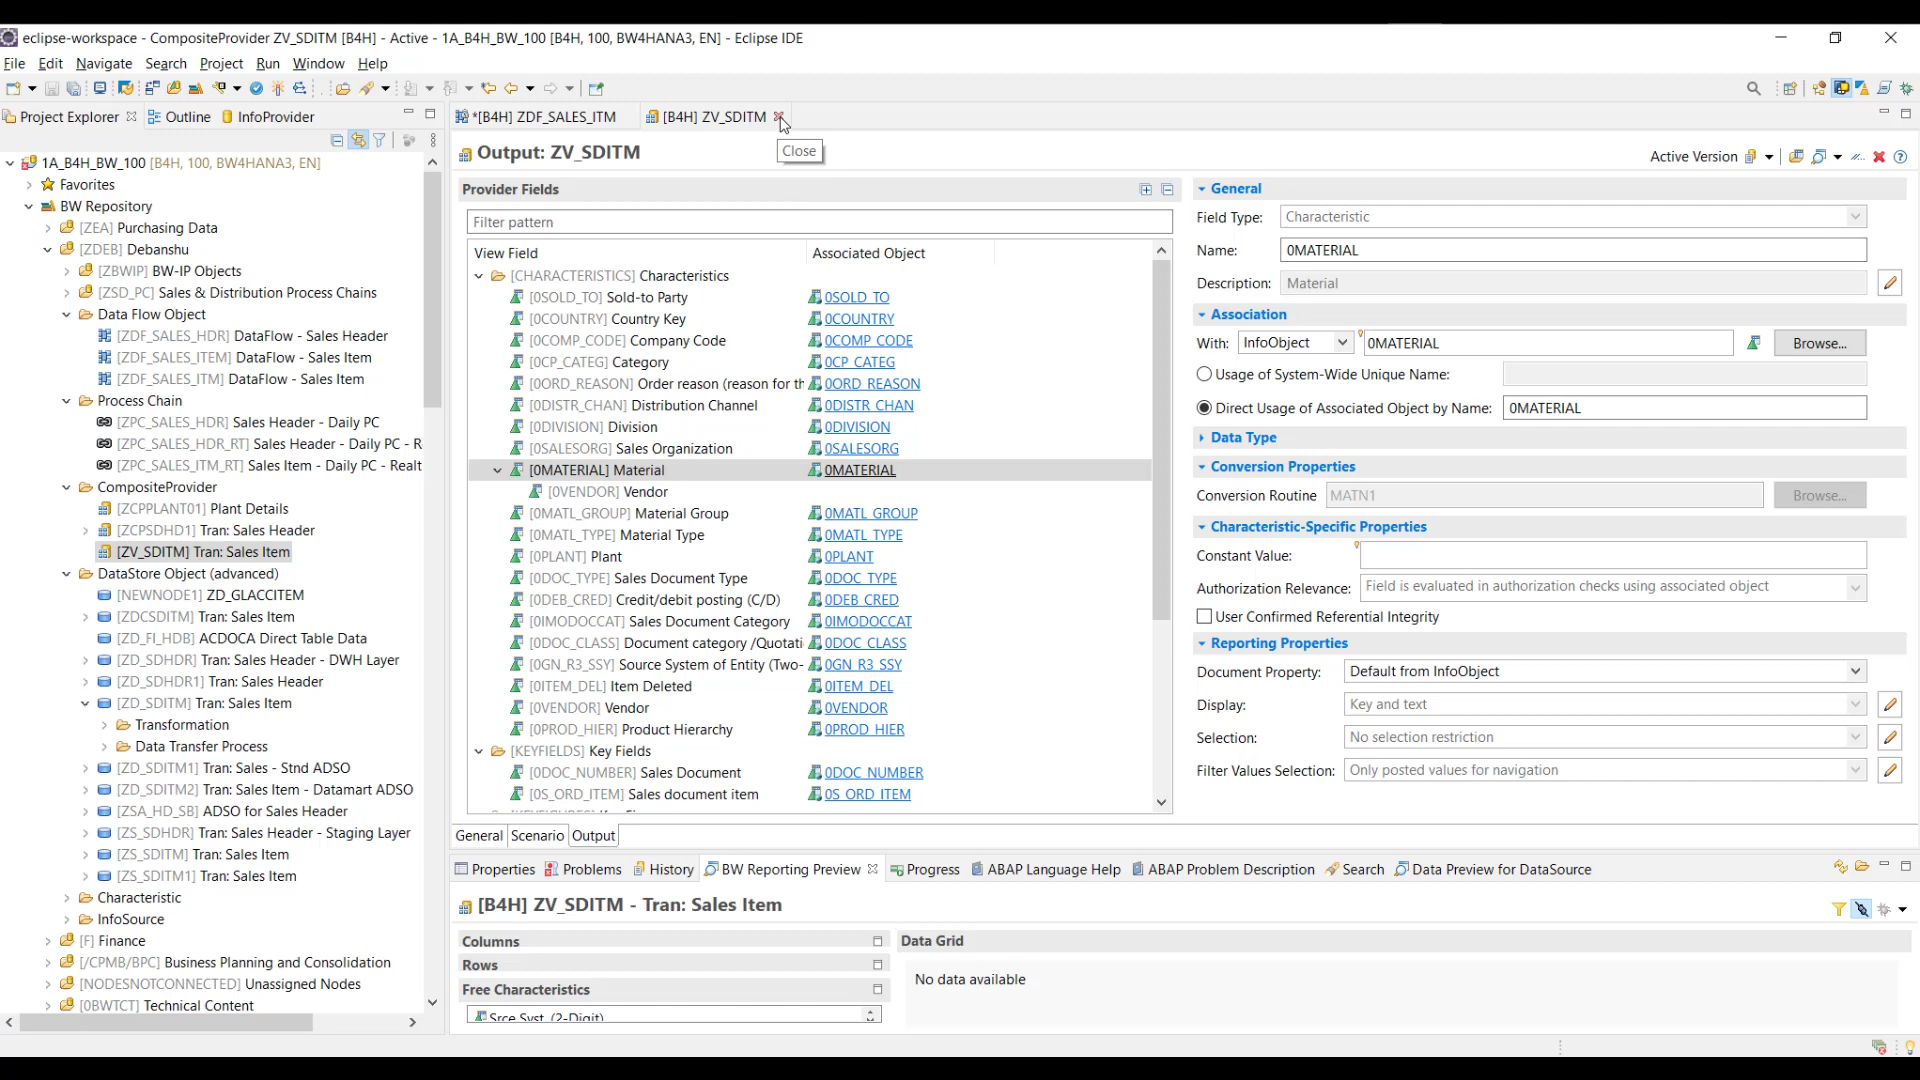 eclipse-workspace - CompositeProvider ZV_SDITM [B4H] - Active - 1A_B4H_BW_100 [B4H, 100, BW4HANA3, EN] - Eclipse IDE
File Edit Navigate Search Project Run Window Help
Project Explorer Outline InfoProvider
1A_B4H_BW_100 [B4H, 100, BW4HANA3, EN]
Favorites
BW Repository
[ZEA] Purchasing Data
[ZDEB] Debanshu
[ZBWIP] BW-IP Objects
[ZSD_PC] Sales & Distribution Process Chains
Data Flow Object
[ZDF_SALES_HDR] DataFlow - Sales Header
[ZDF_SALES_ITEM] DataFlow - Sales Item
[ZDF_SALES_ITM] DataFlow - Sales Item
Process Chain
[ZPC_SALES_HDR] Sales Header - Daily PC
[ZPC_SALES_HDR_RT] Sales Header - Daily PC - R
[ZPC_SALES_ITM_RT] Sales Item - Daily PC - Realt
CompositeProvider
[ZCPPLANT01] Plant Details
[ZCPSDHD1] Tran: Sales Header
[ZV_SDITM] Tran: Sales Item
DataStore Object (advanced)
[NEWNODE1] ZD_GLACCITEM
[ZDCSDITM] Tran: Sales Item
[ZD_FI_HDB] ACDOCA Direct Table Data
[ZD_SDHDR] Tran: Sales Header - DWH Layer
[ZD_SDHDR1] Tran: Sales Header
[ZD_SDITM] Tran: Sales Item
Transformation
Data Transfer Process
[ZD_SDITM1] Tran: Sales - Stnd ADSO
[ZD_SDITM2] Tran: Sales Item - Datamart ADSO
[ZSA_HD_SB] ADSO for Sales Header
[ZS_SDHDR] Tran: Sales Header - Staging Layer
[ZS_SDITM] Tran: Sales Item
[ZS_SDITM1] Tran: Sales Item
Characteristic
InfoSource
[F] Finance
[/CPMB/BPC] Business Planning and Consolidation
[NODESNOTCONNECTED] Unassigned Nodes
[0BWTCT] Technical Content
*[B4H] ZDF_SALES_ITM [B4H] ZV_SDITM
Close
Output: ZV_SDITM
Active Version
Provider Fields
Filter pattern
View Field Associated Object
[CHARACTERISTICS] Characteristics
[0SOLD_TO] Sold-to Party 0SOLD_TO
[0COUNTRY] Country Key 0COUNTRY
[0COMP_CODE] Company Code 0COMP_CODE
[0CP_CATEG] Category 0CP_CATEG
[0ORD_REASON] Order reason (reason for th 0ORD_REASON
[0DISTR_CHAN] Distribution Channel 0DISTR_CHAN
[0DIVISION] Division 0DIVISION
[0SALESORG] Sales Organization 0SALESORG
[0MATERIAL] Material 0MATERIAL
[0VENDOR] Vendor
[0MATL_GROUP] Material Group 0MATL_GROUP
[0MATL_TYPE] Material Type 0MATL_TYPE
[0PLANT] Plant 0PLANT
[0DOC_TYPE] Sales Document Type 0DOC_TYPE
[0DEB_CRED] Credit/debit posting (C/D) 0DEB_CRED
[0IMODOCCAT] Sales Document Category 0IMODOCCAT
[0DOC_CLASS] Document category /Quotati 0DOC_CLASS
[0GN_R3_SSY] Source System of Entity (Two- 0GN_R3_SSY
[0ITEM_DEL] Item Deleted 0ITEM_DEL
[0VENDOR] Vendor 0VENDOR
[0PROD_HIER] Product Hierarchy 0PROD_HIER
[KEYFIELDS] Key Fields
[0DOC_NUMBER] Sales Document 0DOC_NUMBER
[0S_ORD_ITEM] Sales document item 0S_ORD_ITEM
General Scenario Output
General
Field Type: Characteristic
Name: 0MATERIAL
Description: Material
Association
With: InfoObject 0MATERIAL Browse...
Usage of System-Wide Unique Name:
Direct Usage of Associated Object by Name: 0MATERIAL
Data Type
Conversion Properties
Conversion Routine MATN1 Browse...
Characteristic-Specific Properties
Constant Value:
Authorization Relevance: Field is evaluated in authorization checks using associated object
User Confirmed Referential Integrity
Reporting Properties
Document Property: Default from InfoObject
Display: Key and text
Selection: No selection restriction
Filter Values Selection: Only posted values for navigation
Properties Problems History BW Reporting Preview Progress ABAP Language Help ABAP Problem Description Search Data Preview for DataSource
[B4H] ZV_SDITM - Tran: Sales Item
Columns
Rows
Free Characteristics
Srce Syst. (2-Digit)
Data Grid
No data available